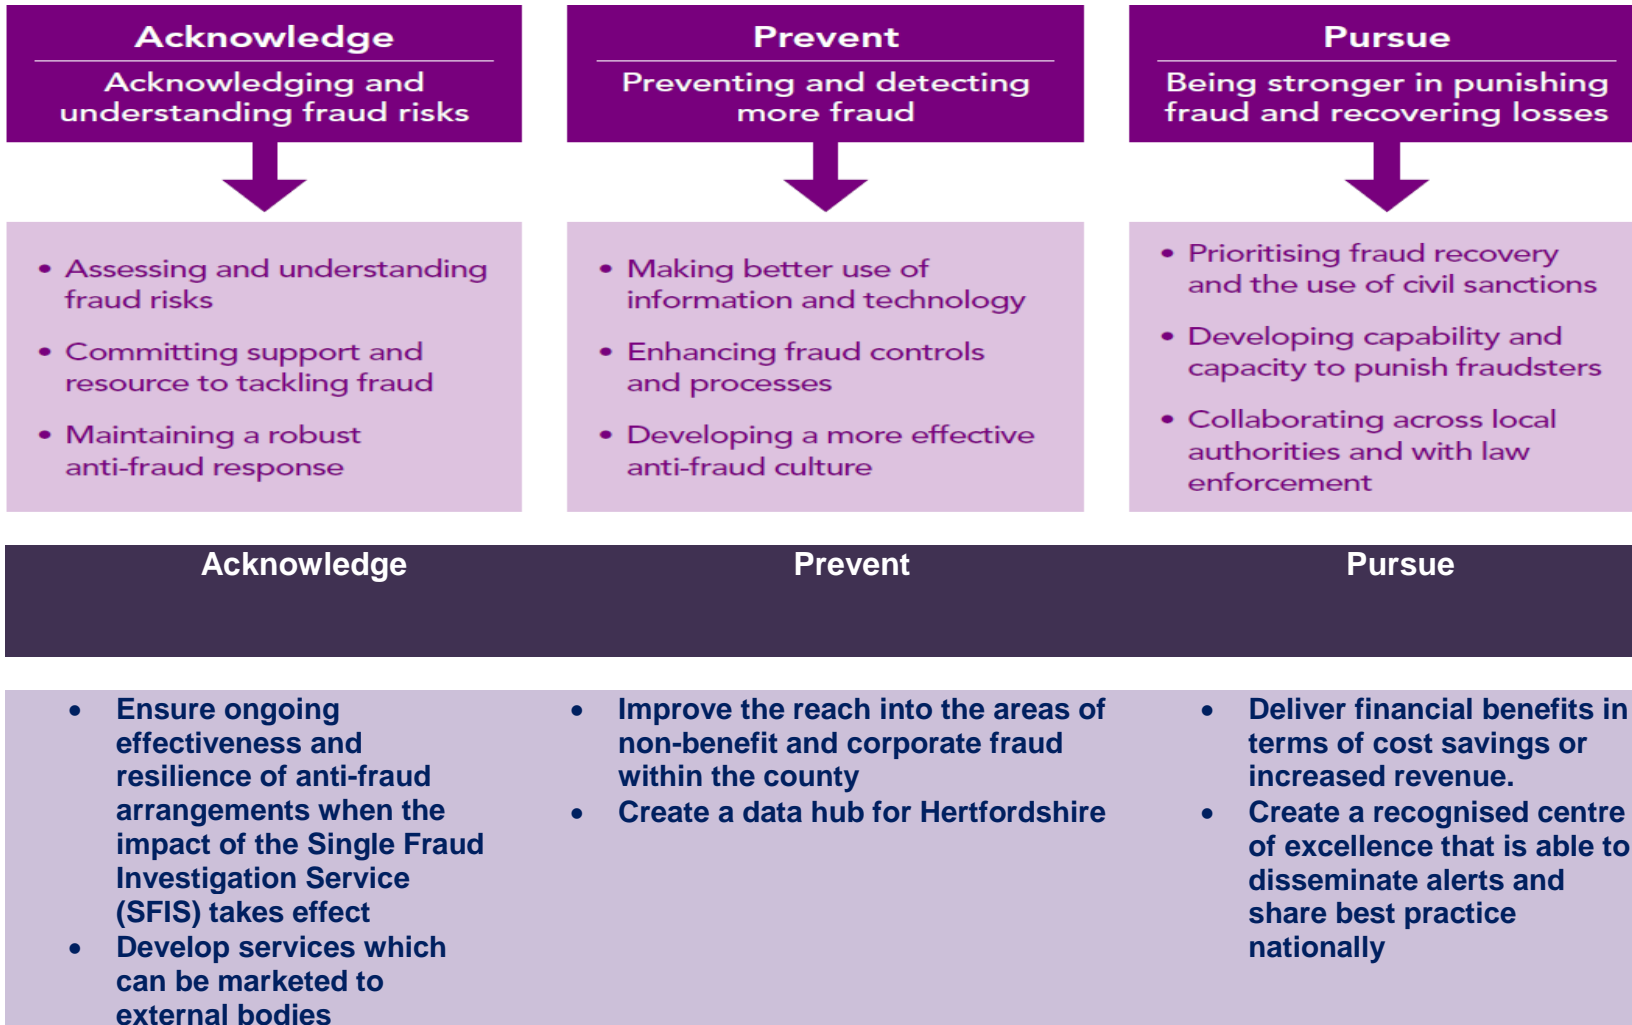 Acknowledge
Acknowledging and
understanding fraud risks
• Assessing and understanding
fraud risks
• Committing support and
resource to tackling fraud
• Maintaining a robust
anti-fraud response
Prevent
Preventing and detecting
more fraud
• Making better use of
information and technology
• Enhancing fraud controls
and processes
• Developing a more effective
anti-fraud culture
Pursue
Being stronger in punishing
fraud and recovering losses
• Prioritising fraud recovery
and the use of civil sanctions
• Developing capability and
capacity to punish fraudsters
• Collaborating across local
authorities and with law
enforcement
Acknowledge
Prevent
Pursue
• Ensure ongoing
effectiveness and
resilience of anti-fraud
arrangements when the
impact of the Single Fraud
Investigation Service
(SFIS) takes effect
• Develop services which
can be marketed to
external bodies
• Improve the reach into the areas of
non-benefit and corporate fraud
within the county
• Create a data hub for Hertfordshire
• Deliver financial benefits in
terms of cost savings or
increased revenue.
• Create a recognised centre
of excellence that is able to
disseminate alerts and
share best practice
nationally